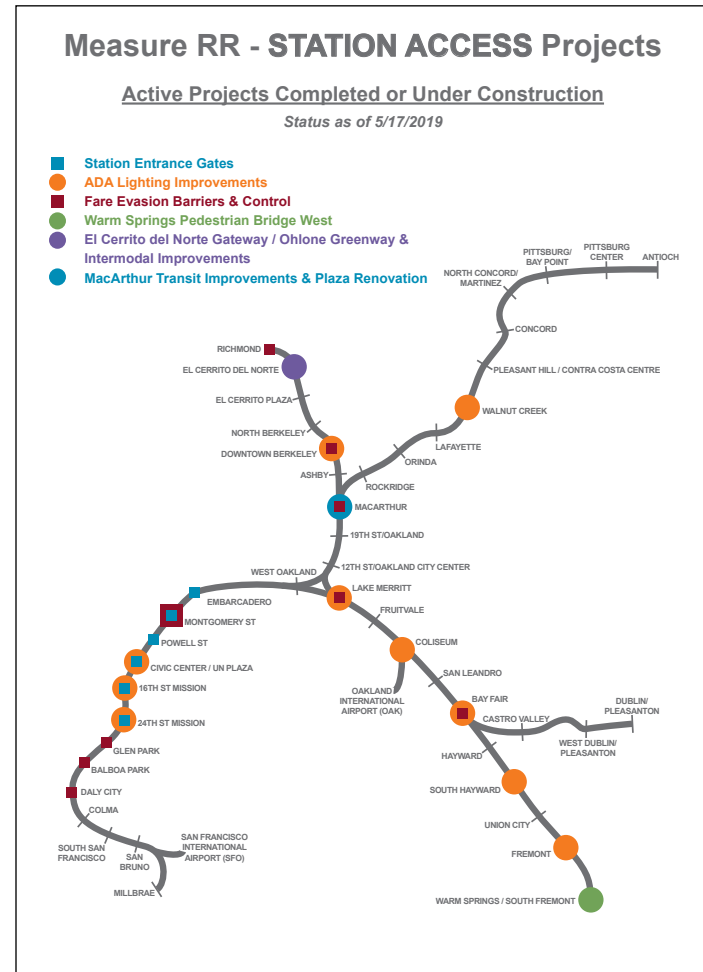 Measure RR - STATION ACCESS Projects
Active Projects Completed or Under Construction
Status as of 5/17/2019
Station Entrance Gates
ADA Lighting Improvements
Fare Evasion Barriers & Control
Warm Springs Pedestrian Bridge West
El Cerrito del Norte Gateway / Ohlone Greenway &
Intermodal Improvements
MacArthur Transit Improvements & Plaza Renovation
PITTSBURG/
BAY POINT
PITTSBURG
CENTER
ANTIOCH
NORTH CONCORD/
MARTINEZ
CONCORD
PLEASANT HILL / CONTRA COSTA CENTRE
WALNUT CREEK
LAFAYETTE
ORINDA
ROCKRIDGE
RICHMOND
EL CERRITO DEL NORTE
EL CERRITO PLAZA
NORTH BERKELEY
DOWNTOWN BERKELEY
ASHBY
MACARTHUR
19TH ST/OAKLAND
12TH ST/OAKLAND CITY CENTER
WEST OAKLAND
LAKE MERRITT
EMBARCADERO
MONTGOMERY ST
POWELL ST
CIVIC CENTER / UN PLAZA
16TH ST MISSION
24TH ST MISSION
GLEN PARK
BALBOA PARK
DALY CITY
COLMA
SOUTH SAN
FRANCISCO
SAN
BRUNO
SAN FRANCISCO
INTERNATIONAL
AIRPORT (SFO)
MILLBRAE
FRUITVALE
COLISEUM
OAKLAND
INTERNATIONAL
AIRPORT (OAK)
SAN LEANDRO
BAY FAIR
CASTRO VALLEY
WEST DUBLIN/
PLEASANTON
DUBLIN/
PLEASANTON
HAYWARD
SOUTH HAYWARD
UNION CITY
FREMONT
WARM SPRINGS / SOUTH FREMONT